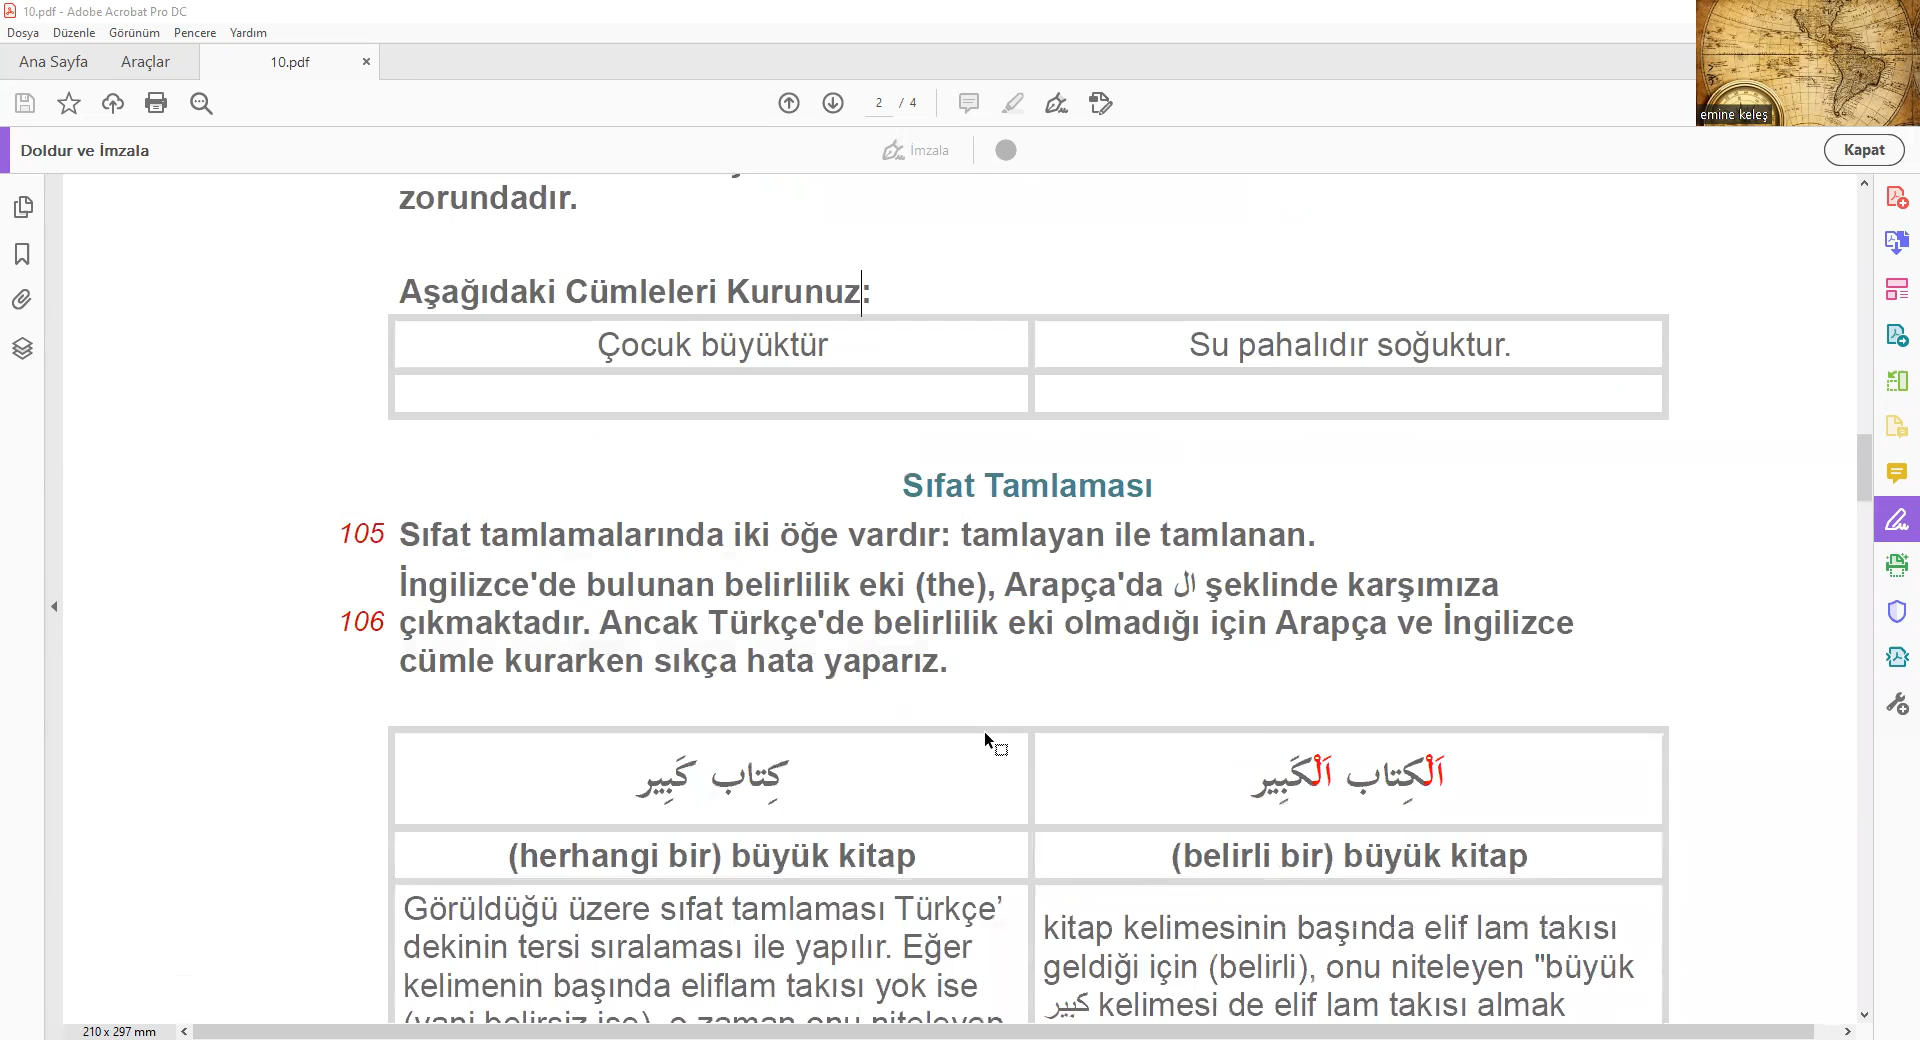 10.pdf - Adobe Acrobat Pro DC
Dosya Düzenle Görünüm Pencere Yardım
Ana Sayfa Araçlar 10.pdf ×
2 / 4
emine keleş
Doldur ve İmzala İmzala Kapat
zorundadır.
Aşağıdaki Cümleleri Kurunuz:
Çocuk büyüktür
Su pahalıdır soğuktur.
Sıfat Tamlaması
105 Sıfat tamlamalarında iki öğe vardır: tamlayan ile tamlanan.
İngilizce'de bulunan belirlilik eki (the), Arapça'da ال şeklinde karşımıza
106 çıkmaktadır. Ancak Türkçe'de belirlilik eki olmadığı için Arapça ve İngilizce
cümle kurarken sıkça hata yaparız.
كِتاب كَبِير
اَلْكِتاب اَلْكَبِير
(herhangi bir) büyük kitap
(belirli bir) büyük kitap
Görüldüğü üzere sıfat tamlaması Türkçe’
dekinin tersi sıralaması ile yapılır. Eğer
kelimenin başında eliflam takısı yok ise
(yani belirsiz ise), o zaman onu niteleyen
kitap kelimesinin başında elif lam takısı
geldiği için (belirli), onu niteleyen "büyük
كبير kelimesi de elif lam takısı almak
210 x 297 mm